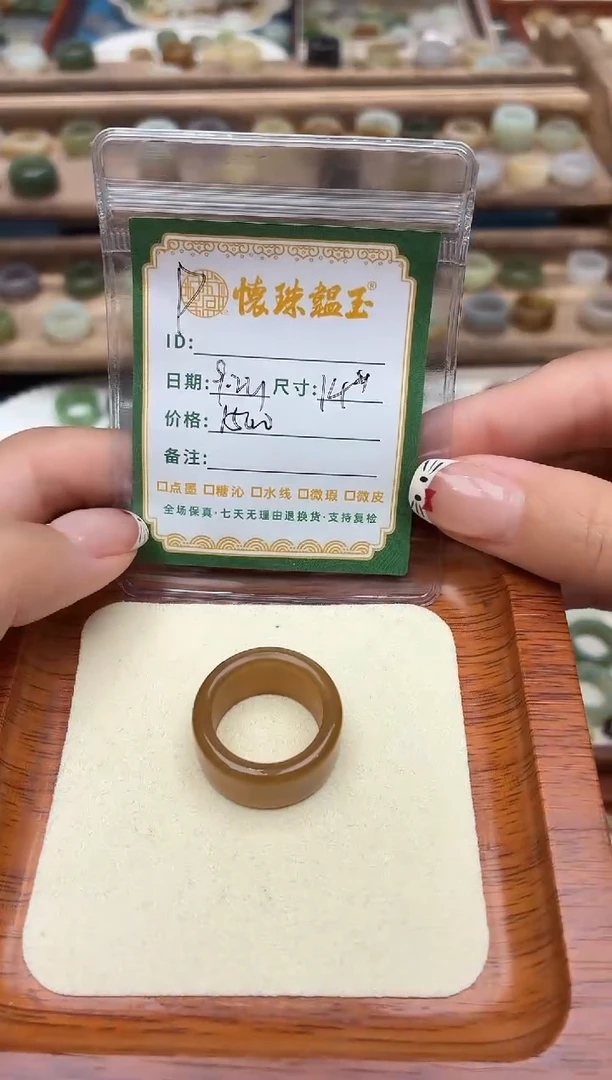 懷珠韞玉®
ID:
日期: 尺寸:
价格: 1500
备注:
□点墨 □糖沁 □水线 □微瑕 □微皮
全场保真·七天无理由退换货·支持复检